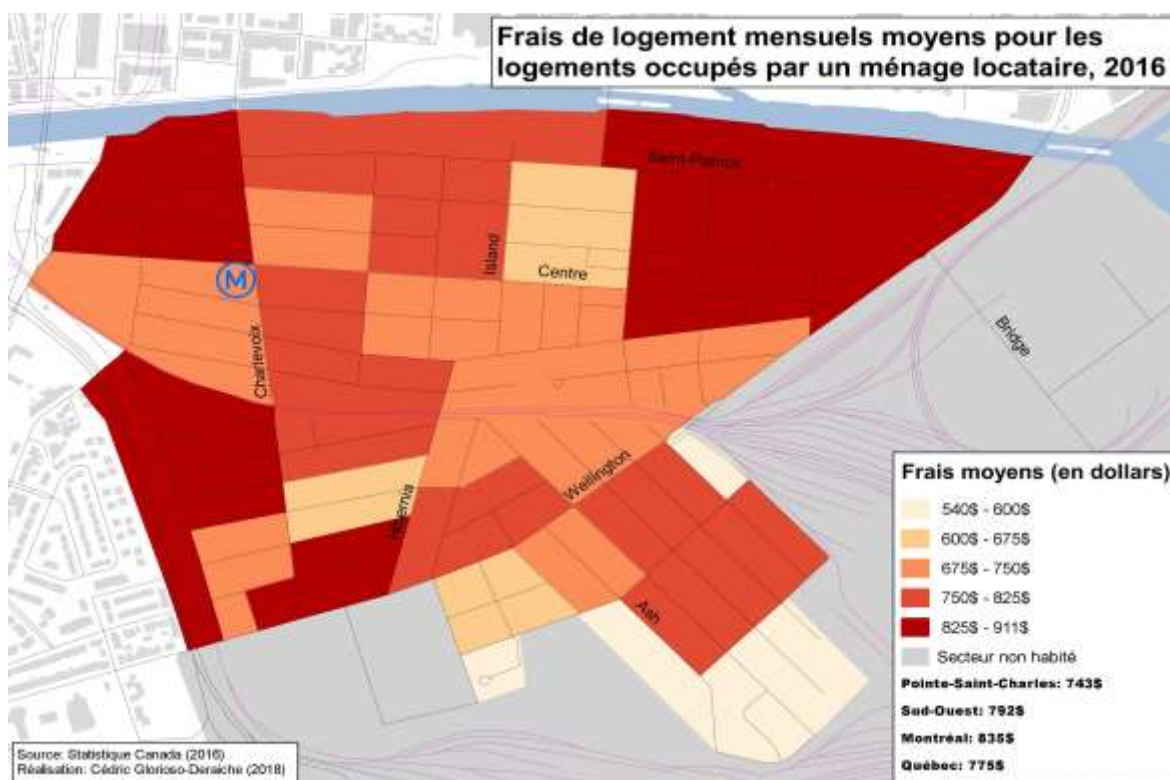 Frais de logement mensuels moyens pour les
logements occupés par un ménage locataire, 2016
Saint-Patrick
Island
Centre
M
Charlevoix
Bridge
Wellington
Hibernia
Ash
Frais moyens (en dollars)
540$ - 600$
600$ - 675$
675$ - 750$
750$ - 825$
825$ - 911$
Secteur non habité
Pointe-Saint-Charles: 743$
Sud-Ouest: 792$
Montréal: 835$
Québec: 775$
Source: Statistique Canada (2016)
Réalisation: Cédric Glorioso-Deraiche (2018)